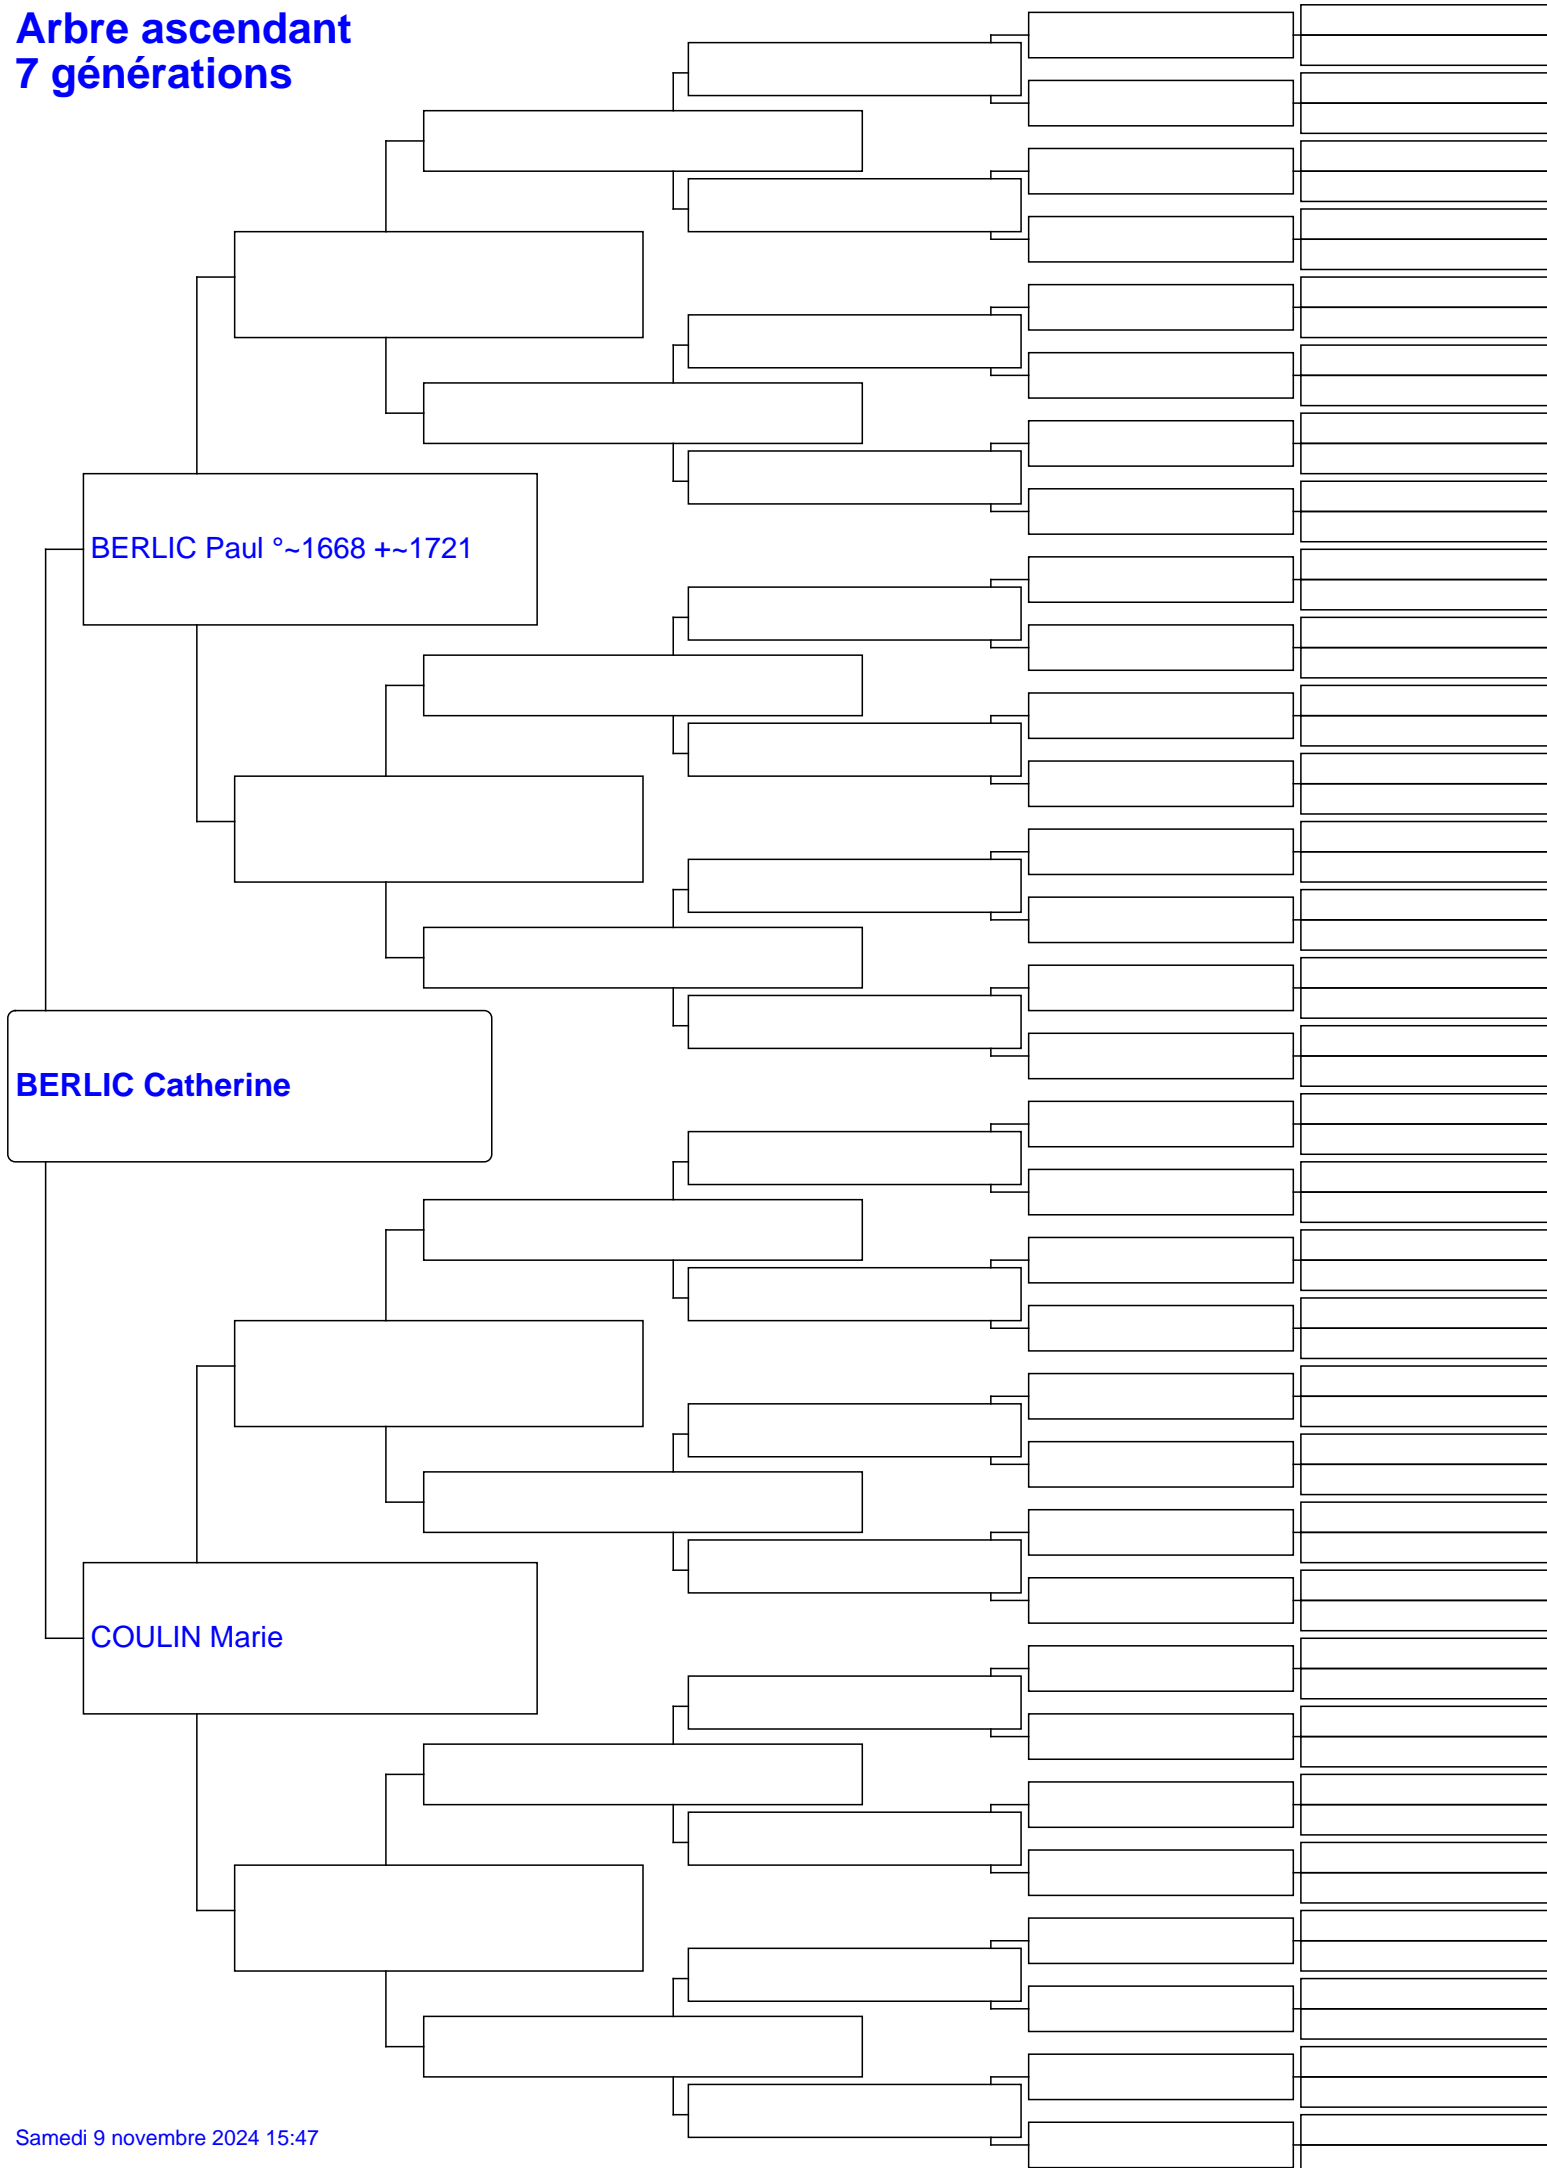 Arbre ascendant
7 générations
BERLIC Paul °~1668 +~1721
BERLIC Catherine
COULIN Marie
Samedi 9 novembre 2024 15:47